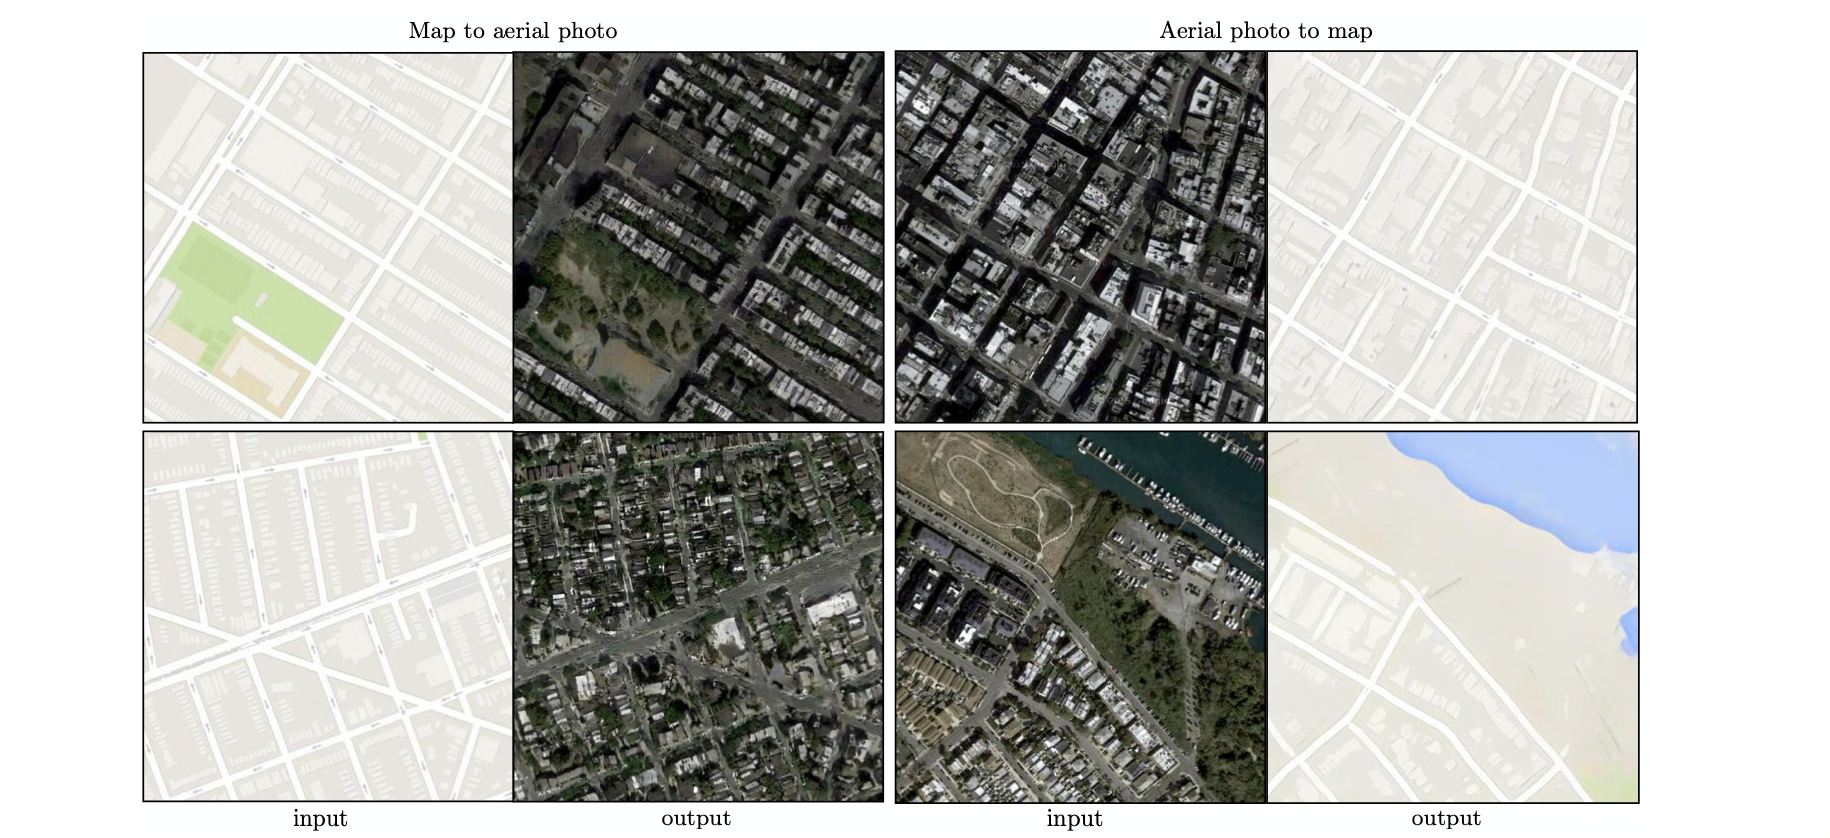 Map to aerial photo
Aerial photo to map
input
output
input
output